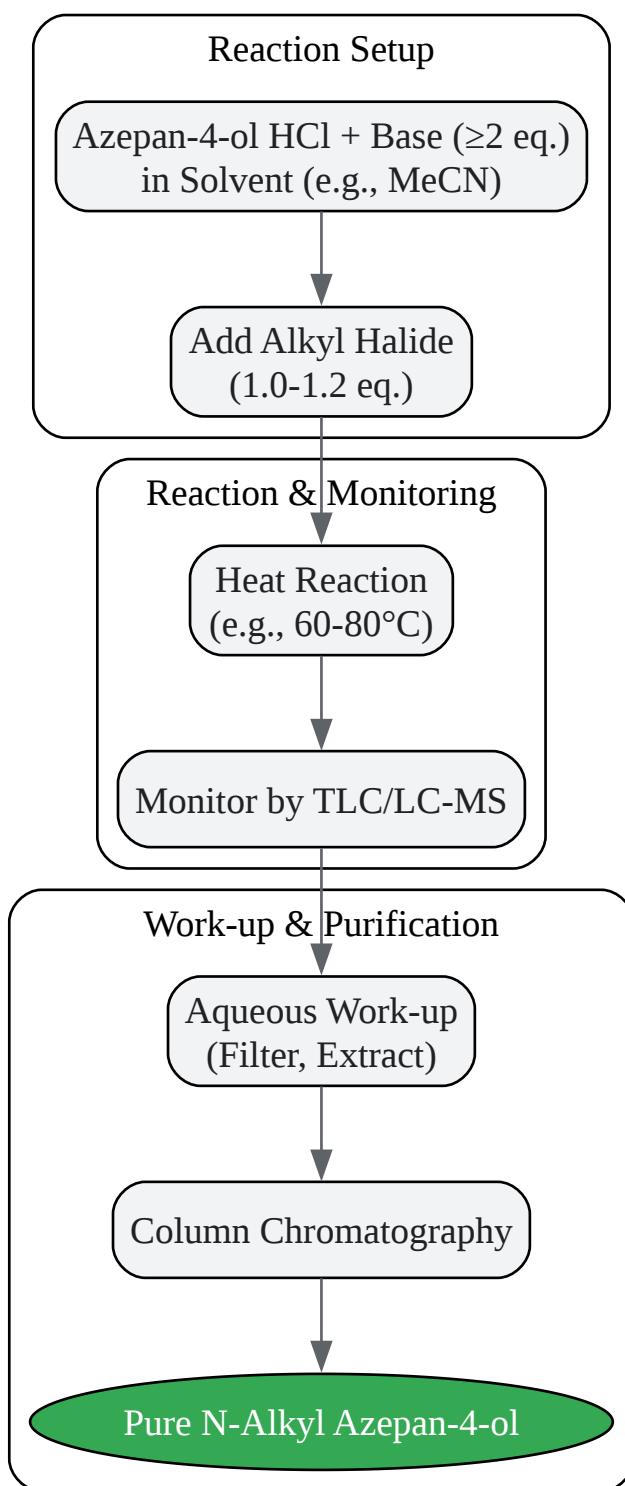 Reaction Setup
Azepan-4-ol HCl + Base (≥2 eq.)
in Solvent (e.g., MeCN)
Add Alkyl Halide
(1.0-1.2 eq.)
Reaction & Monitoring
Heat Reaction
(e.g., 60-80°C)
Monitor by TLC/LC-MS
Work-up & Purification
Aqueous Work-up
(Filter, Extract)
Column Chromatography
Pure N-Alkyl Azepan-4-ol